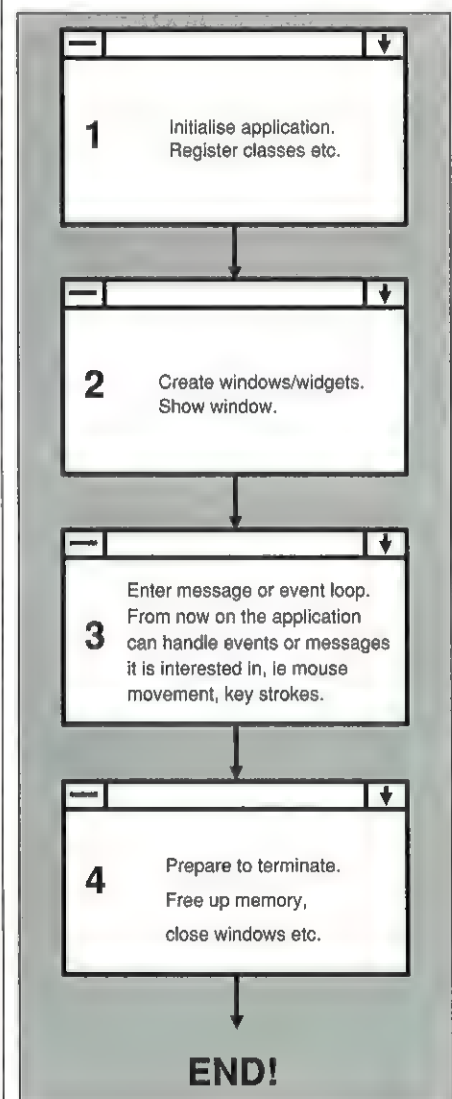 1
Initialise application.
Register classes etc.
2
Create windows/widgets.
Show window.
3
Enter message or event loop.
From now on the application
can handle events or messages
it is interested in, ie mouse
movement, key strokes.
4
Prepare to terminate.
Free up memory,
close windows etc.
END!